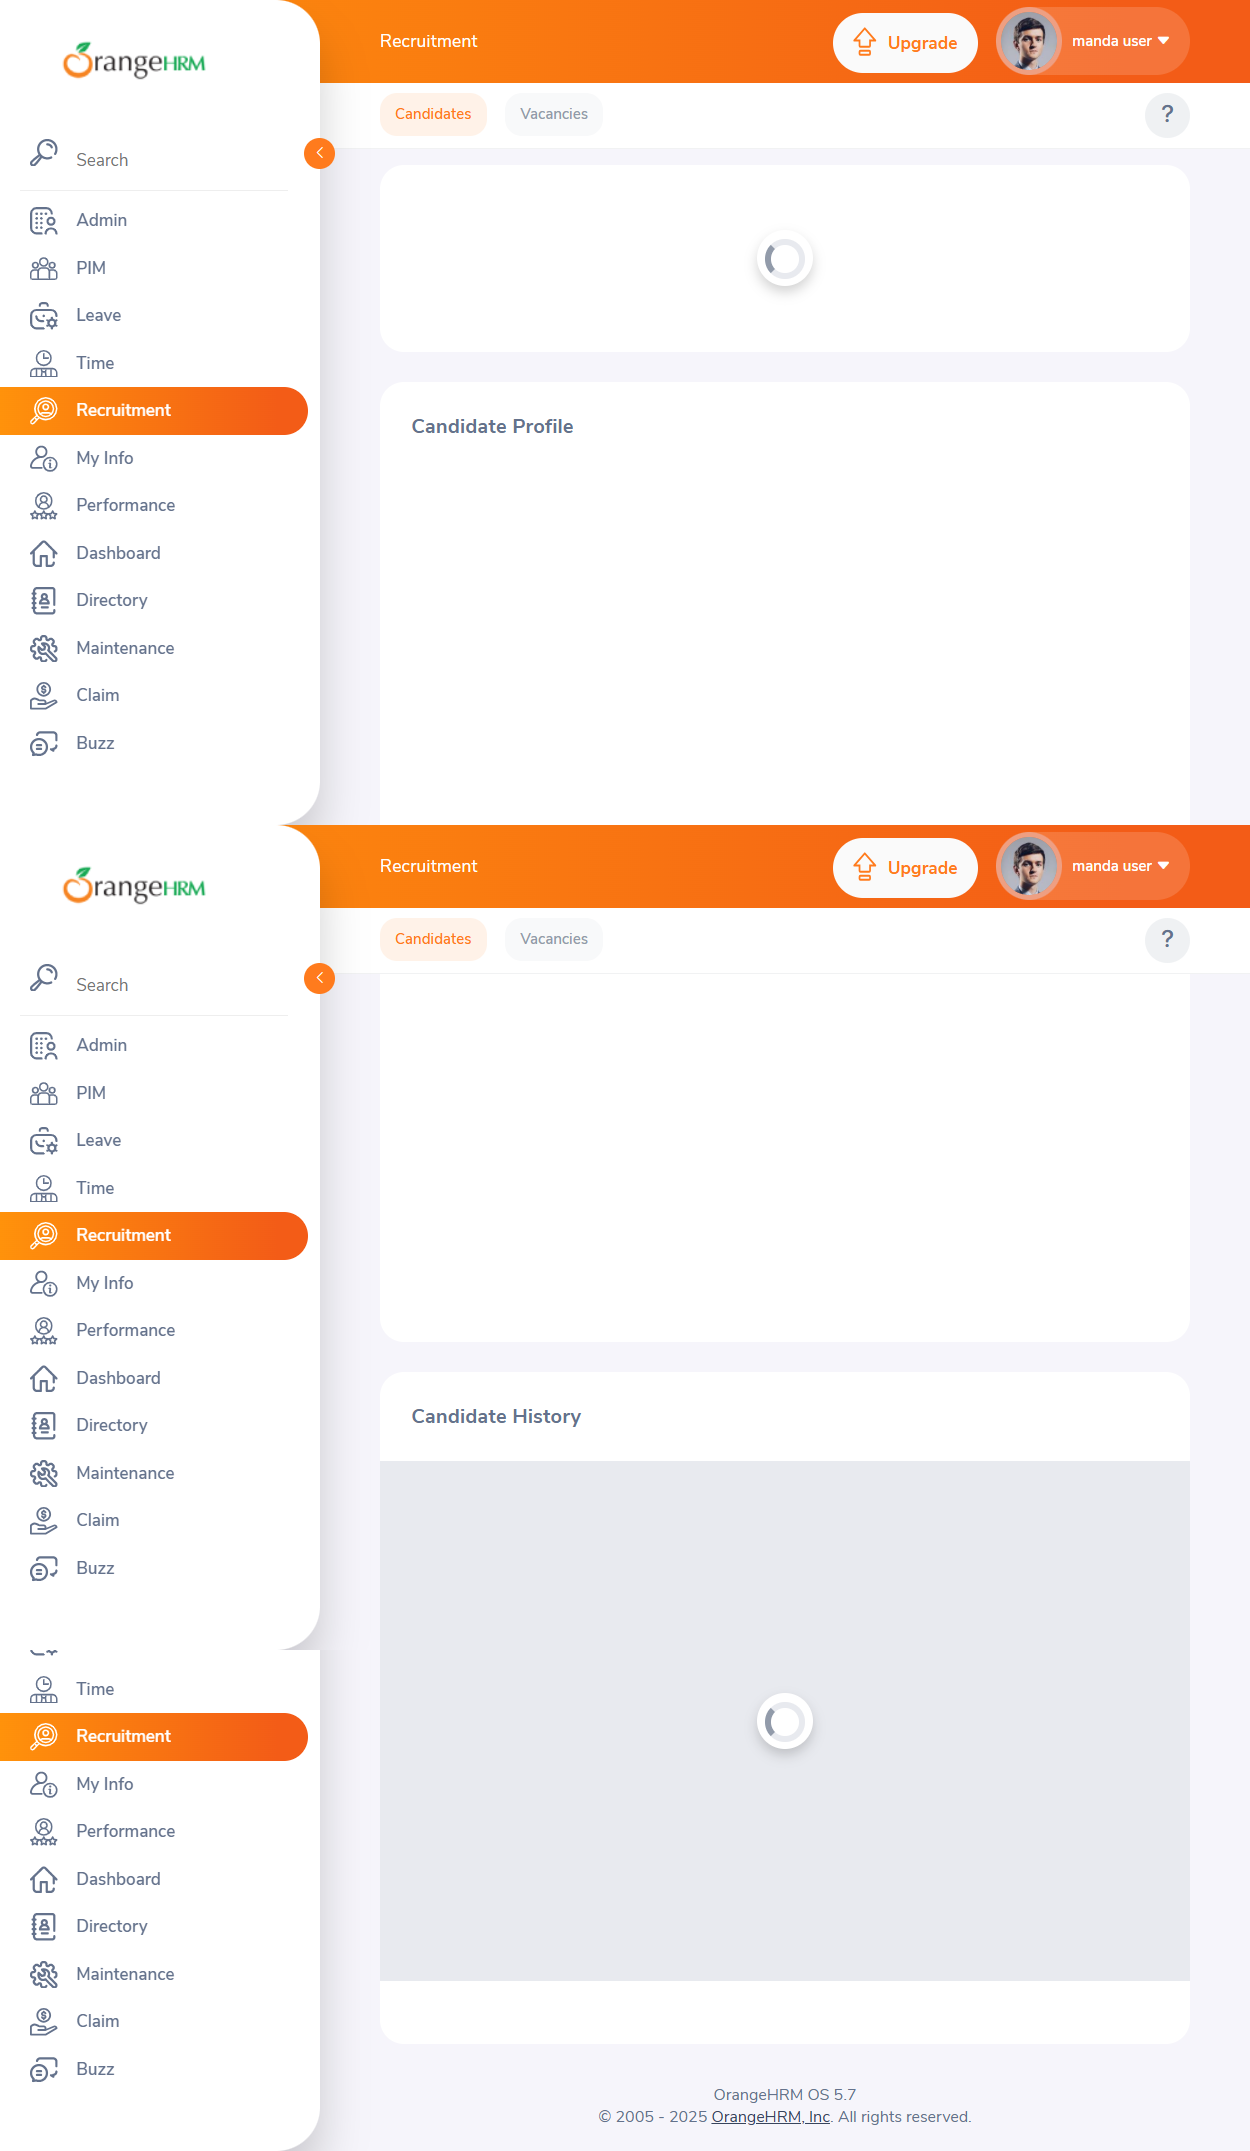 OrangeHRM
Search
Admin
PIM
Leave
Time
Recruitment
My Info
Performance
Dashboard
Directory
Maintenance
Claim
Buzz
Recruitment
Upgrade
manda user
Candidates
Vacancies
?
Candidate Profile
OrangeHRM
Search
Admin
PIM
Leave
Time
Recruitment
My Info
Performance
Dashboard
Directory
Maintenance
Claim
Buzz
Recruitment
Upgrade
manda user
Candidates
Vacancies
?
Candidate History
Time
Recruitment
My Info
Performance
Dashboard
Directory
Maintenance
Claim
Buzz
OrangeHRM OS 5.7
© 2005 - 2025 OrangeHRM, Inc. All rights reserved.